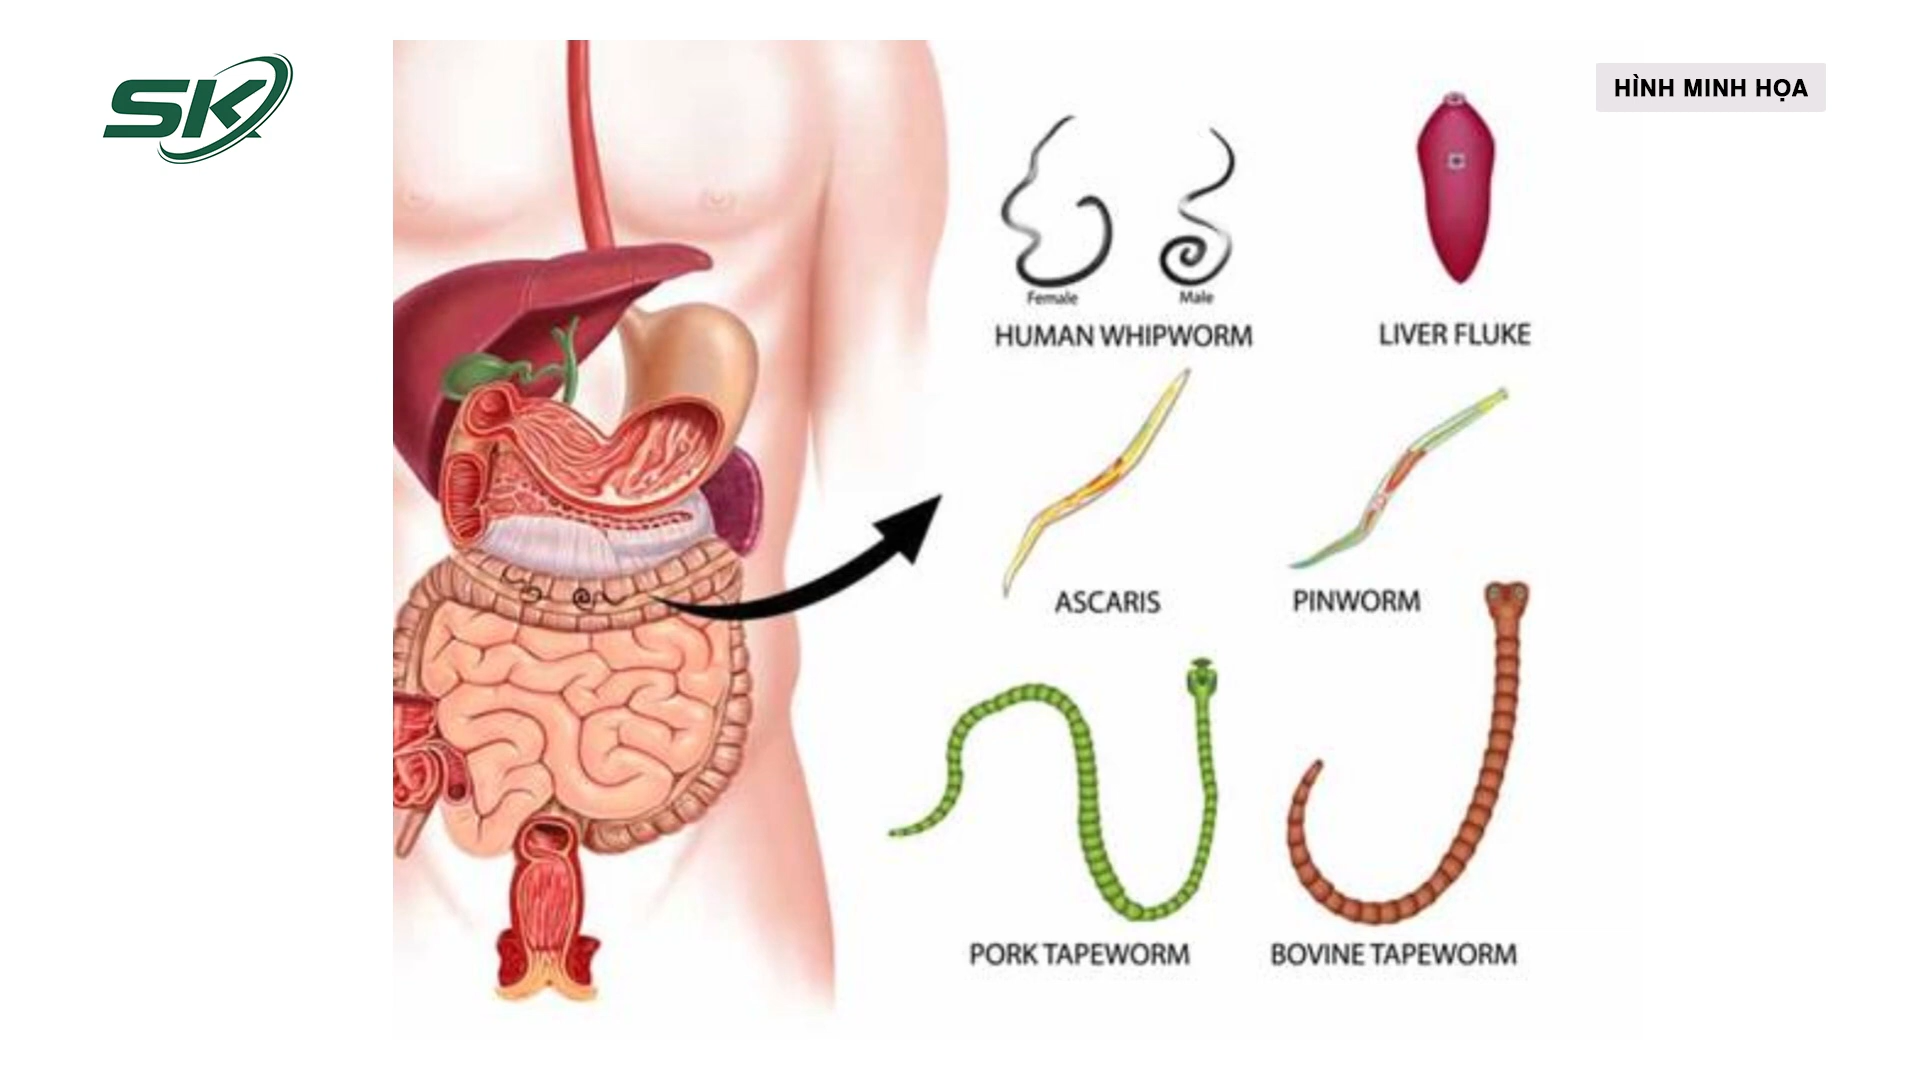 SK
HÌNH MINH HỌA
Female
Male
HUMAN WHIPWORM
LIVER FLUKE
ASCARIS
PINWORM
PORK TAPEWORM
BOVINE TAPEWORM